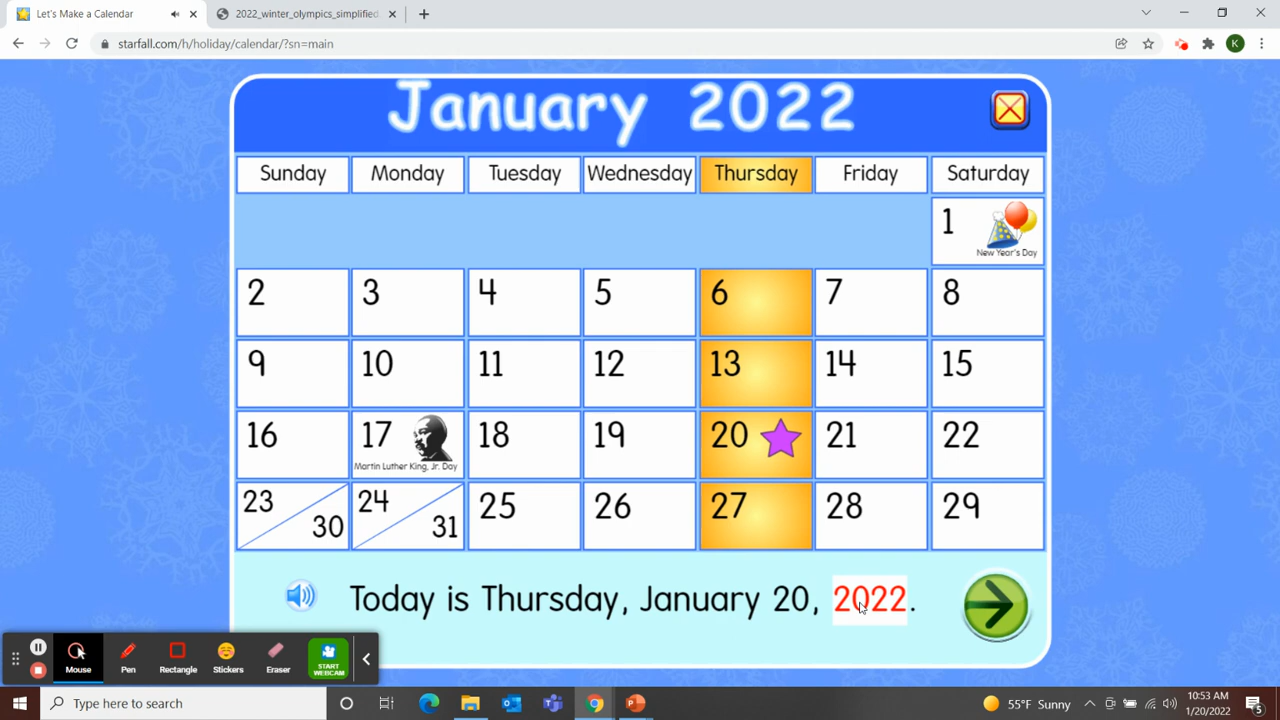 Let's Make a Calendar
2022_winter_olympics_simplified.
starfall.com/h/holiday/calendar/?sn=main
K
January 2022
Sunday Monday Tuesday Wednesday Thursday Friday Saturday
1
New Year's Day
2 3 4 5 6 7 8
9 10 11 12 13 14 15
16 17 18 19 20 21 22
Martin Luther King, Jr. Day
23 30 24 31 25 26 27 28 29
Today is Thursday, January 20, 2022.
Mouse Pen Rectangle Stickers Eraser START WEBCAM
Type here to search
55°F Sunny
10:53 AM
1/20/2022
5